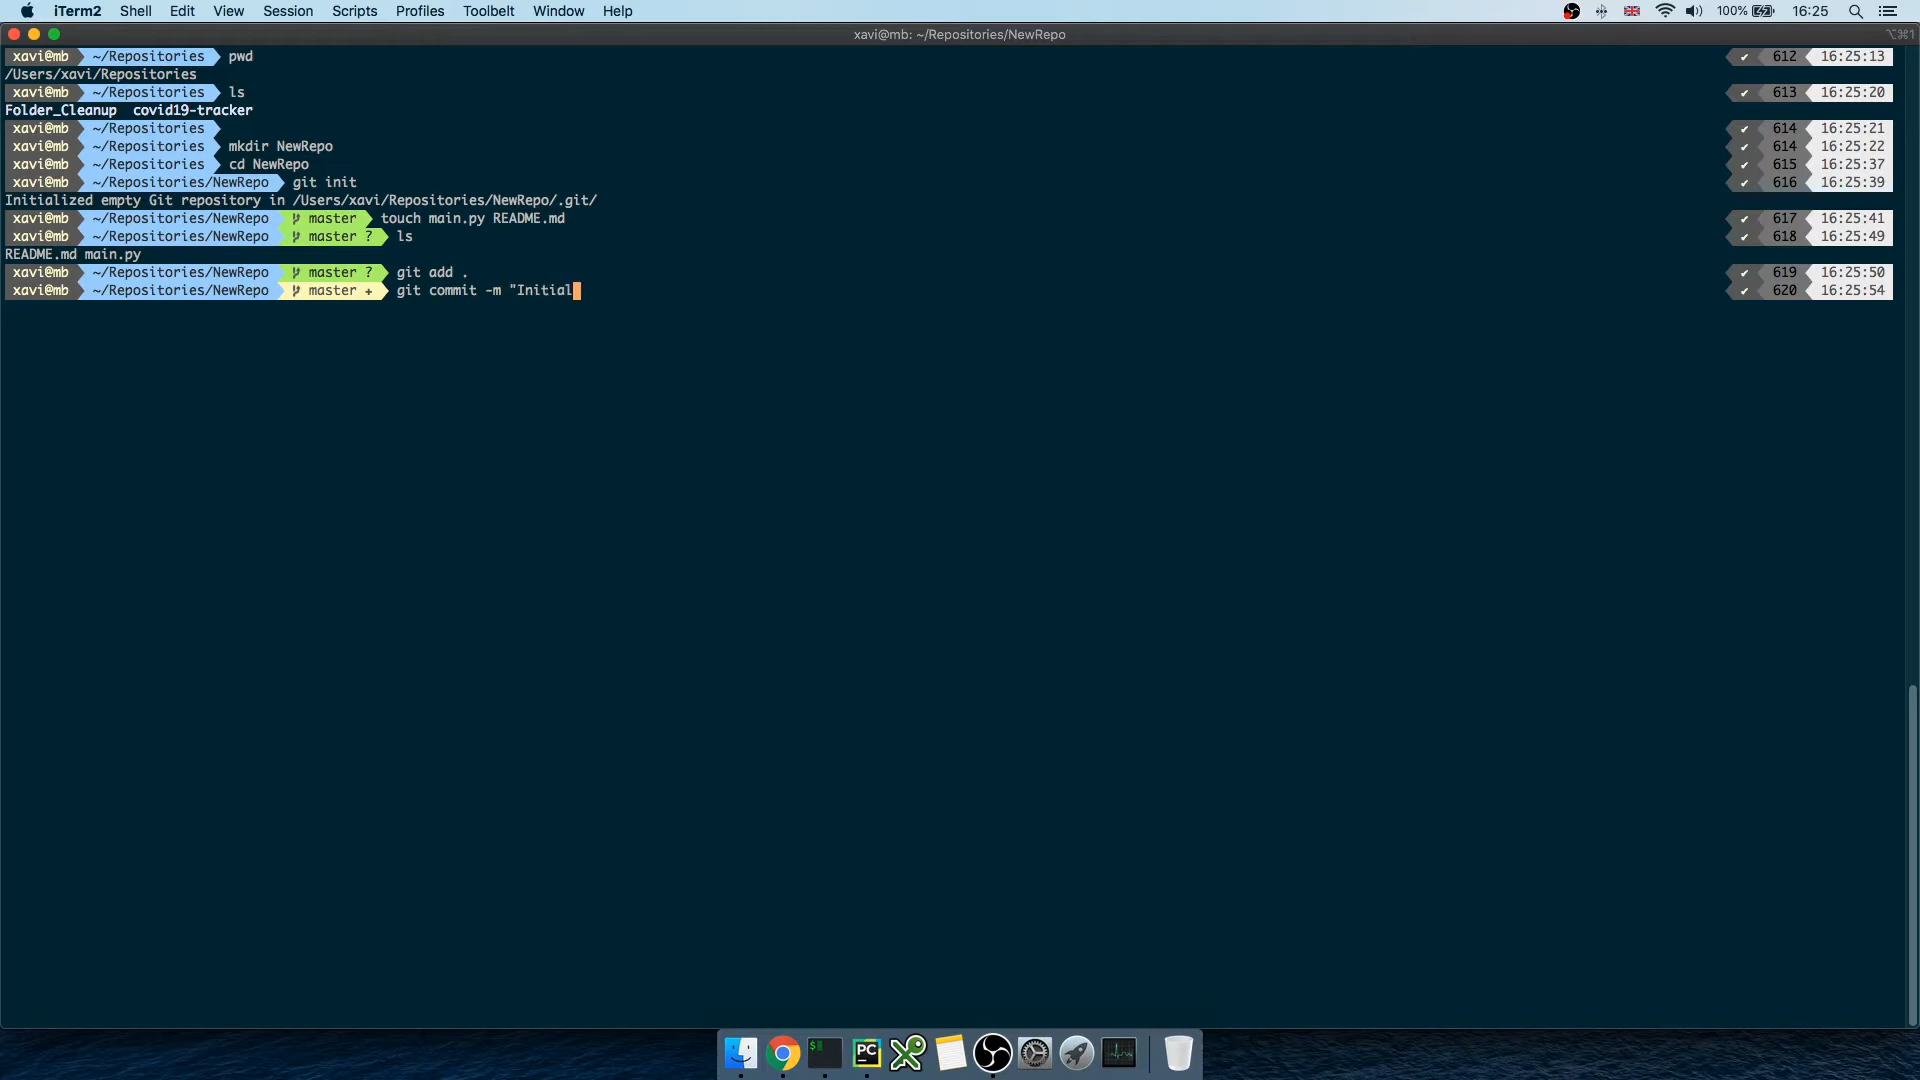 iTerm2 Shell Edit View Session Scripts Profiles Toolbelt Window Help 100% 16:25
xavi@mb: ~/Repositories/NewRepo ⌥⌘1
xavi@mb ~/Repositories pwd ✔ 612 16:25:13
/Users/xavi/Repositories
xavi@mb ~/Repositories ls ✔ 613 16:25:20
Folder_Cleanup covid19-tracker
xavi@mb ~/Repositories ✔ 614 16:25:21
xavi@mb ~/Repositories mkdir NewRepo ✔ 614 16:25:22
xavi@mb ~/Repositories cd NewRepo ✔ 615 16:25:37
xavi@mb ~/Repositories/NewRepo git init ✔ 616 16:25:39
Initialized empty Git repository in /Users/xavi/Repositories/NewRepo/.git/
xavi@mb ~/Repositories/NewRepo master touch main.py README.md ✔ 617 16:25:41
xavi@mb ~/Repositories/NewRepo master ? ls ✔ 618 16:25:49
README.md main.py
xavi@mb ~/Repositories/NewRepo master ? git add . ✔ 619 16:25:50
xavi@mb ~/Repositories/NewRepo master + git commit -m "Initial ✔ 620 16:25:54
$
PC